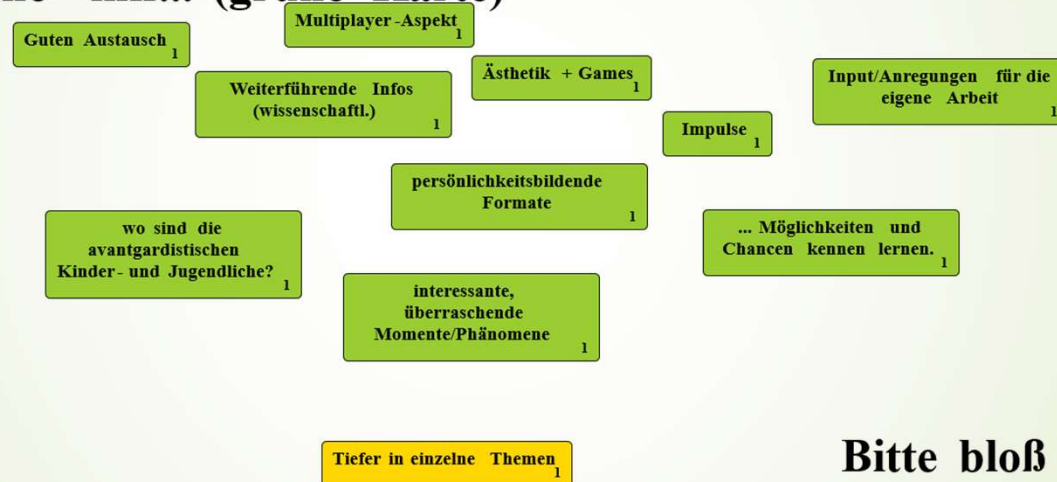 Multiplayer-Aspekt
1
Guten Austausch
1
Ästhetik + Games
1
Weiterführende Infos
(wissenschaftl.)
1
Input/Anregungen für die
eigene Arbeit
1
Impulse
1
persönlichkeitsbildende
Formate
1
wo sind die
avantgardistischen
Kinder- und Jugendliche?
1
... Möglichkeiten und
Chancen kennen lernen.
1
interessante,
überraschende
Momente/Phänomene
1
Tiefer in einzelne Themen
1
Bitte bloß